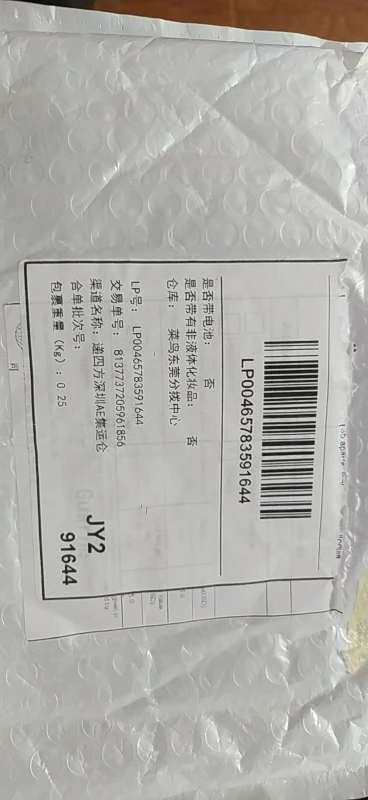 LP00465783591644
是否带电池： 否
是否带有非液体化妆品： 否
仓库： 菜鸟东莞分拨中心
LP号： LP00465783591644
交易单号： 8137737205961856
渠道名称：递四方深圳AE集运仓
合单批次号：
包裹重量（Kg）：0.25
JY2
91644
司